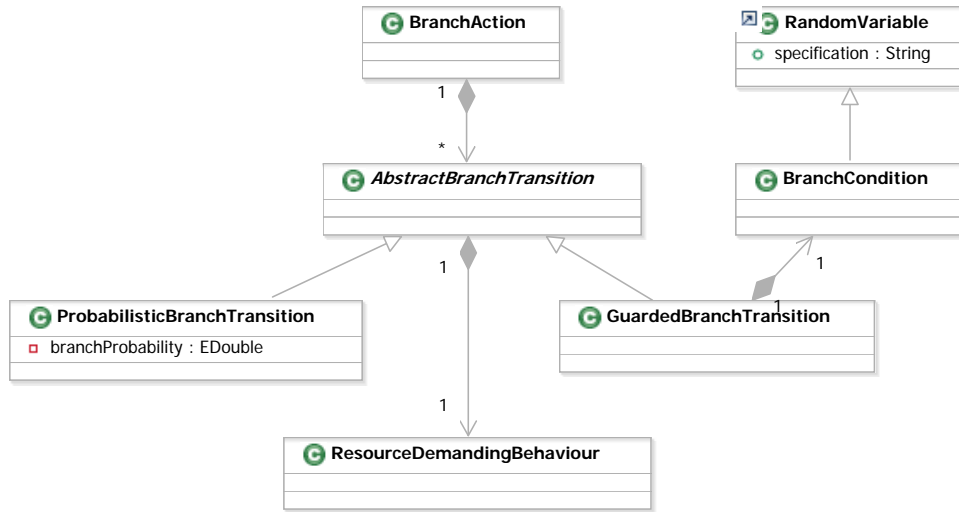 C BranchAction
C RandomVariable
specification : String
1
*
C AbstractBranchTransition
C BranchCondition
1
1
1
C ProbabilisticBranchTransition
branchProbability : EDouble
C GuardedBranchTransition
1
C ResourceDemandingBehaviour